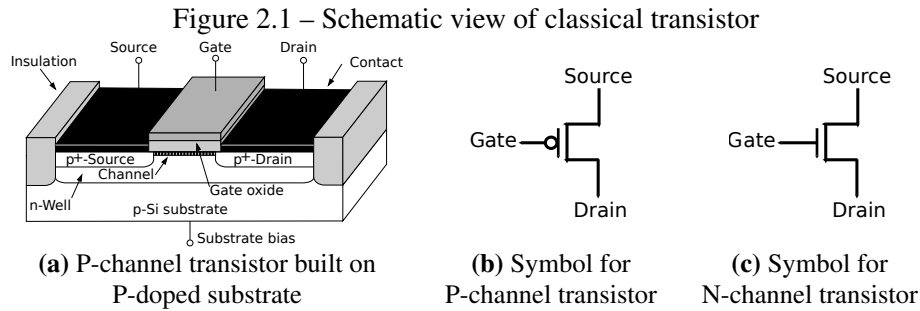 Figure 2.1 – Schematic view of classical transistor
Source
Gate
Drain
Insulation
Contact
p+-Source
p+-Drain
Channel
Gate oxide
n-Well
p-Si substrate
Substrate bias
(a) P-channel transistor built on
P-doped substrate
Source
Gate
Drain
(b) Symbol for
P-channel transistor
Source
Gate
Drain
(c) Symbol for
N-channel transistor